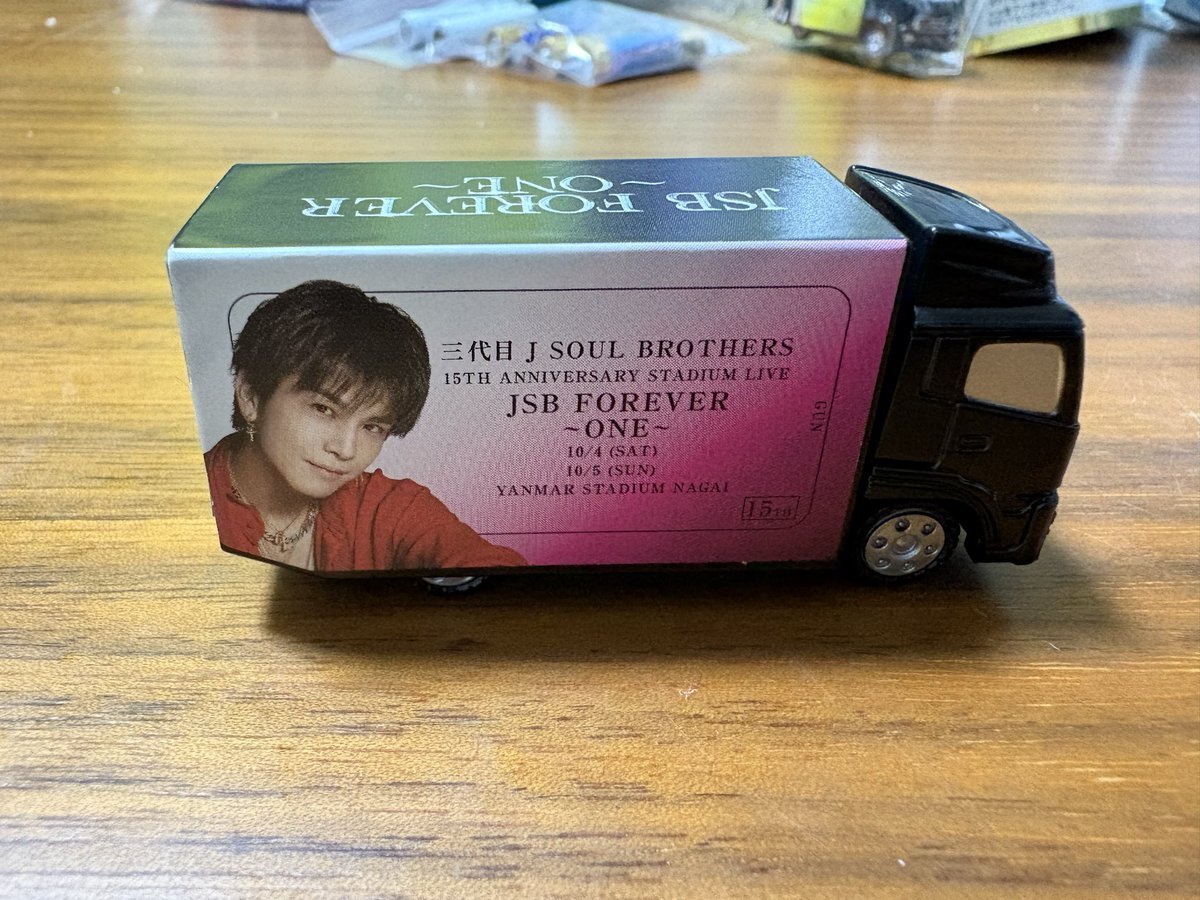 JSB FOREVER
~ONE~
三代目 J SOUL BROTHERS
15TH ANNIVERSARY STADIUM LIVE
JSB FOREVER
~ONE~
10/4 (SAT)
10/5 (SUN)
YANMAR STADIUM NAGAI
GUN
15TH